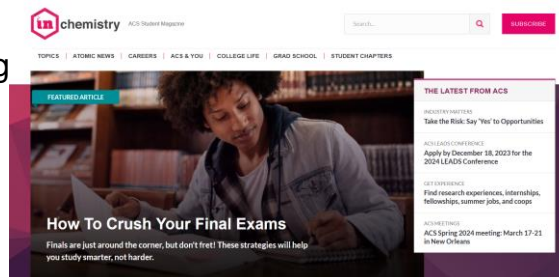 in chemistry ACS Student Magazine
Search...
SUBSCRIBE
TOPICS | ATOMIC NEWS | CAREERS | ACS & YOU | COLLEGE LIFE | GRAD SCHOOL | STUDENT CHAPTERS
g
FEATURED ARTICLE
How To Crush Your Final Exams
Finals are just around the corner, but don't fret! These strategies will help
you study smarter, not harder.
THE LATEST FROM ACS
INDUSTRY MATTERS
Take the Risk: Say 'Yes' to Opportunities
ACS LEADS CONFERENCE
Apply by December 18, 2023 for the
2024 LEADS Conference
GET EXPERIENCE
Find research experiences, internships,
fellowships, summer jobs, and coops
ACS MEETINGS
ACS Spring 2024 meeting: March 17-21
in New Orleans